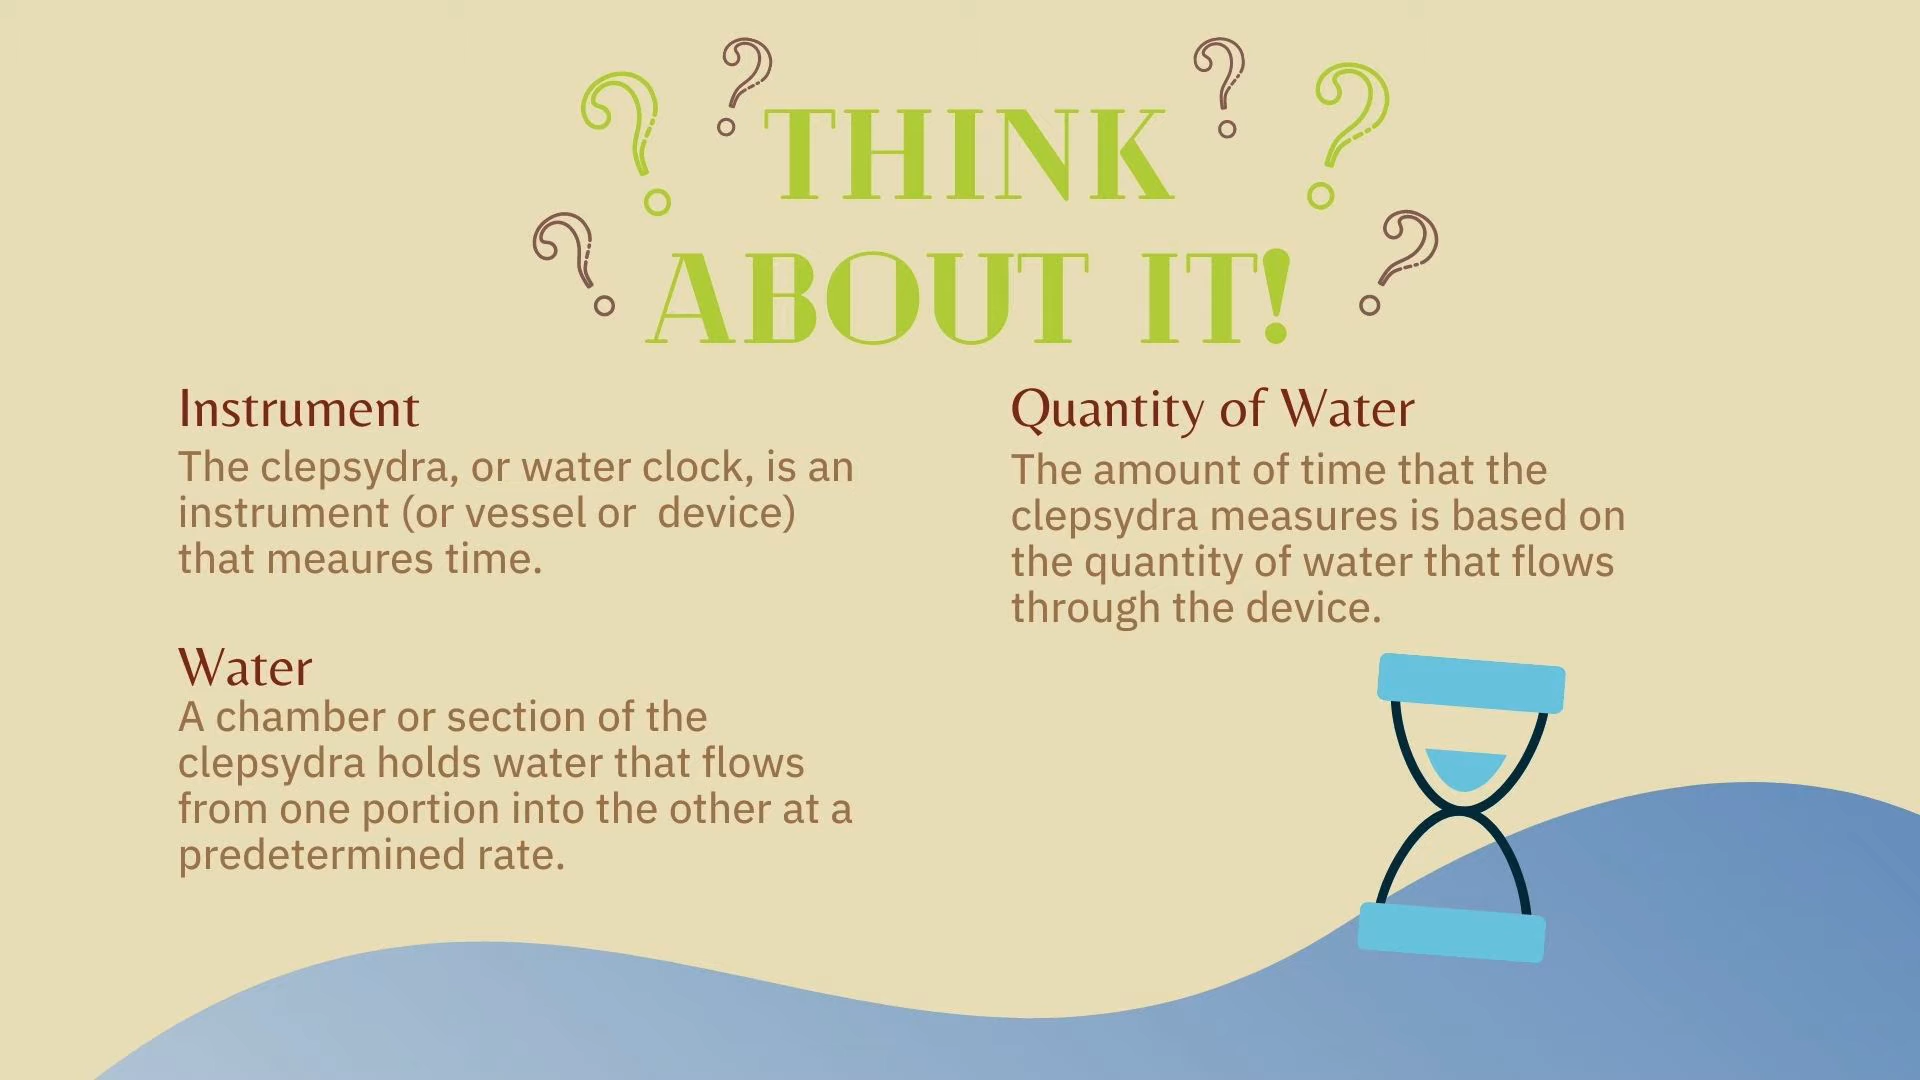 THINK
ABOUT IT!
Instrument
The clepsydra, or water clock, is an
instrument (or vessel or  device)
that meaures time.
Water
A chamber or section of the
clepsydra holds water that flows
from one portion into the other at a
predetermined rate.
Quantity of Water
The amount of time that the
clepsydra measures is based on
the quantity of water that flows
through the device.